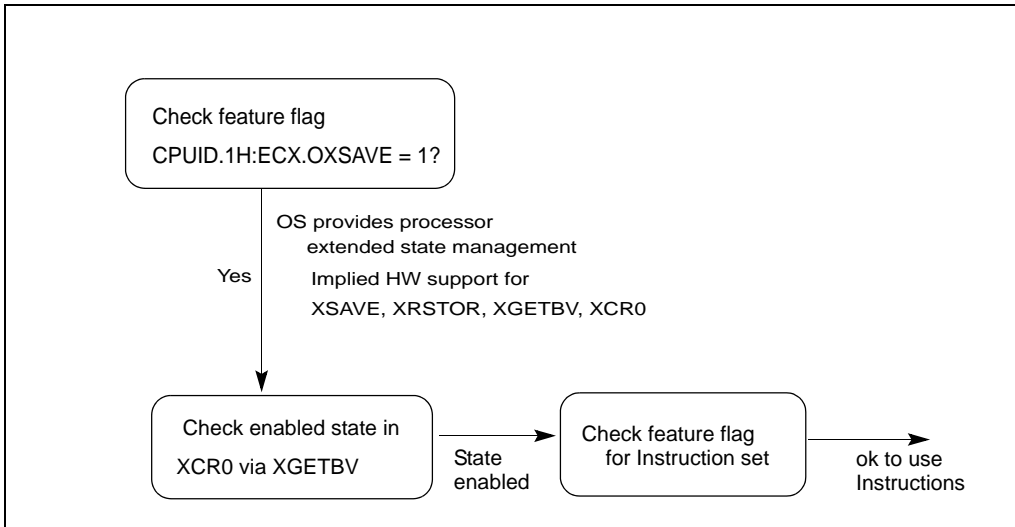 Check feature flag
CPUID.1H:ECX.OXSAVE = 1?
OS provides processor
extended state management
Yes
Implied HW support for
XSAVE, XRSTOR, XGETBV, XCR0
Check enabled state in
XCR0 via XGETBV
State
enabled
Check feature flag
for Instruction set
ok to use
Instructions